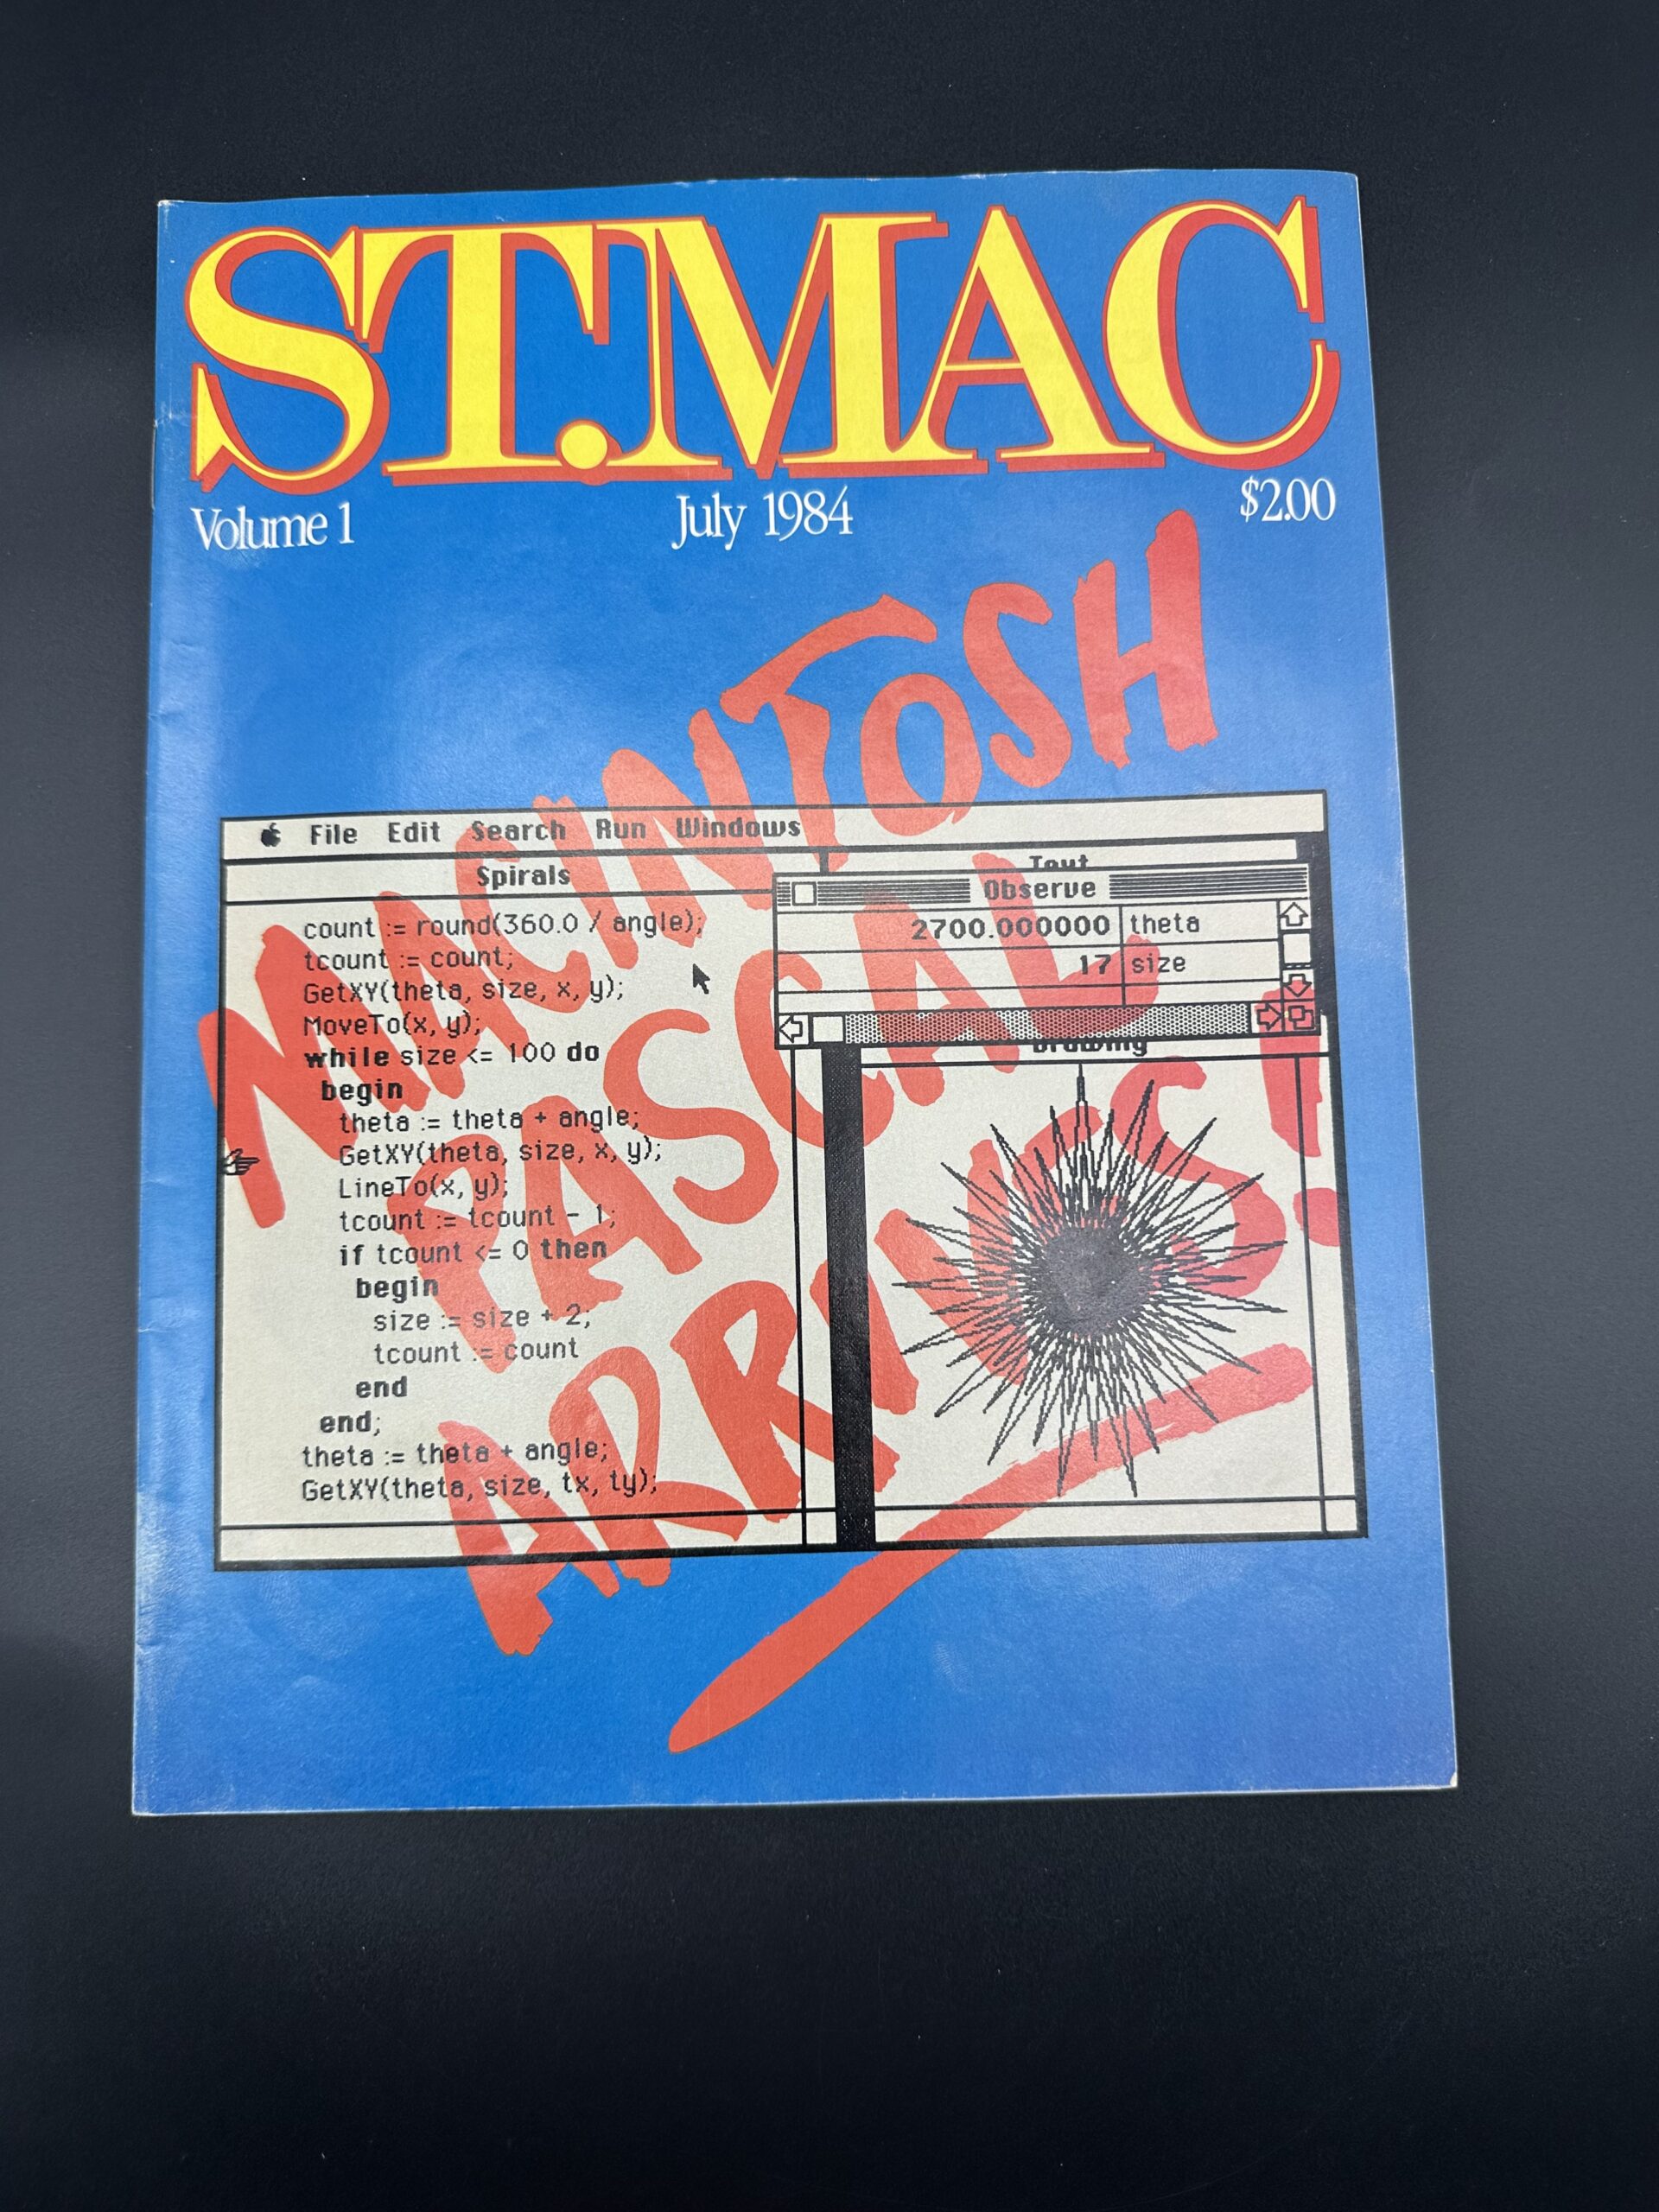 ST.MAC
Volume 1 July 1984 $2.00
MACINTOSH
PASCAL
ARRIVES!
File Edit Search Run Windows
Spirals
count := round(360.0 / angle);
tcount := count;
GetXY(theta, size, x, y);
MoveTo(x, y);
while size <= 100 do
begin
theta := theta + angle;
GetXY(theta, size, x, y);
LineTo(x, y);
tcount := tcount - 1;
if tcount <= 0 then
begin
size := size + 2;
tcount := count
end
end;
theta := theta + angle;
GetXY(theta, size, tx, ty);
Text
Observe
2700.000000 theta
17 size
Drawing